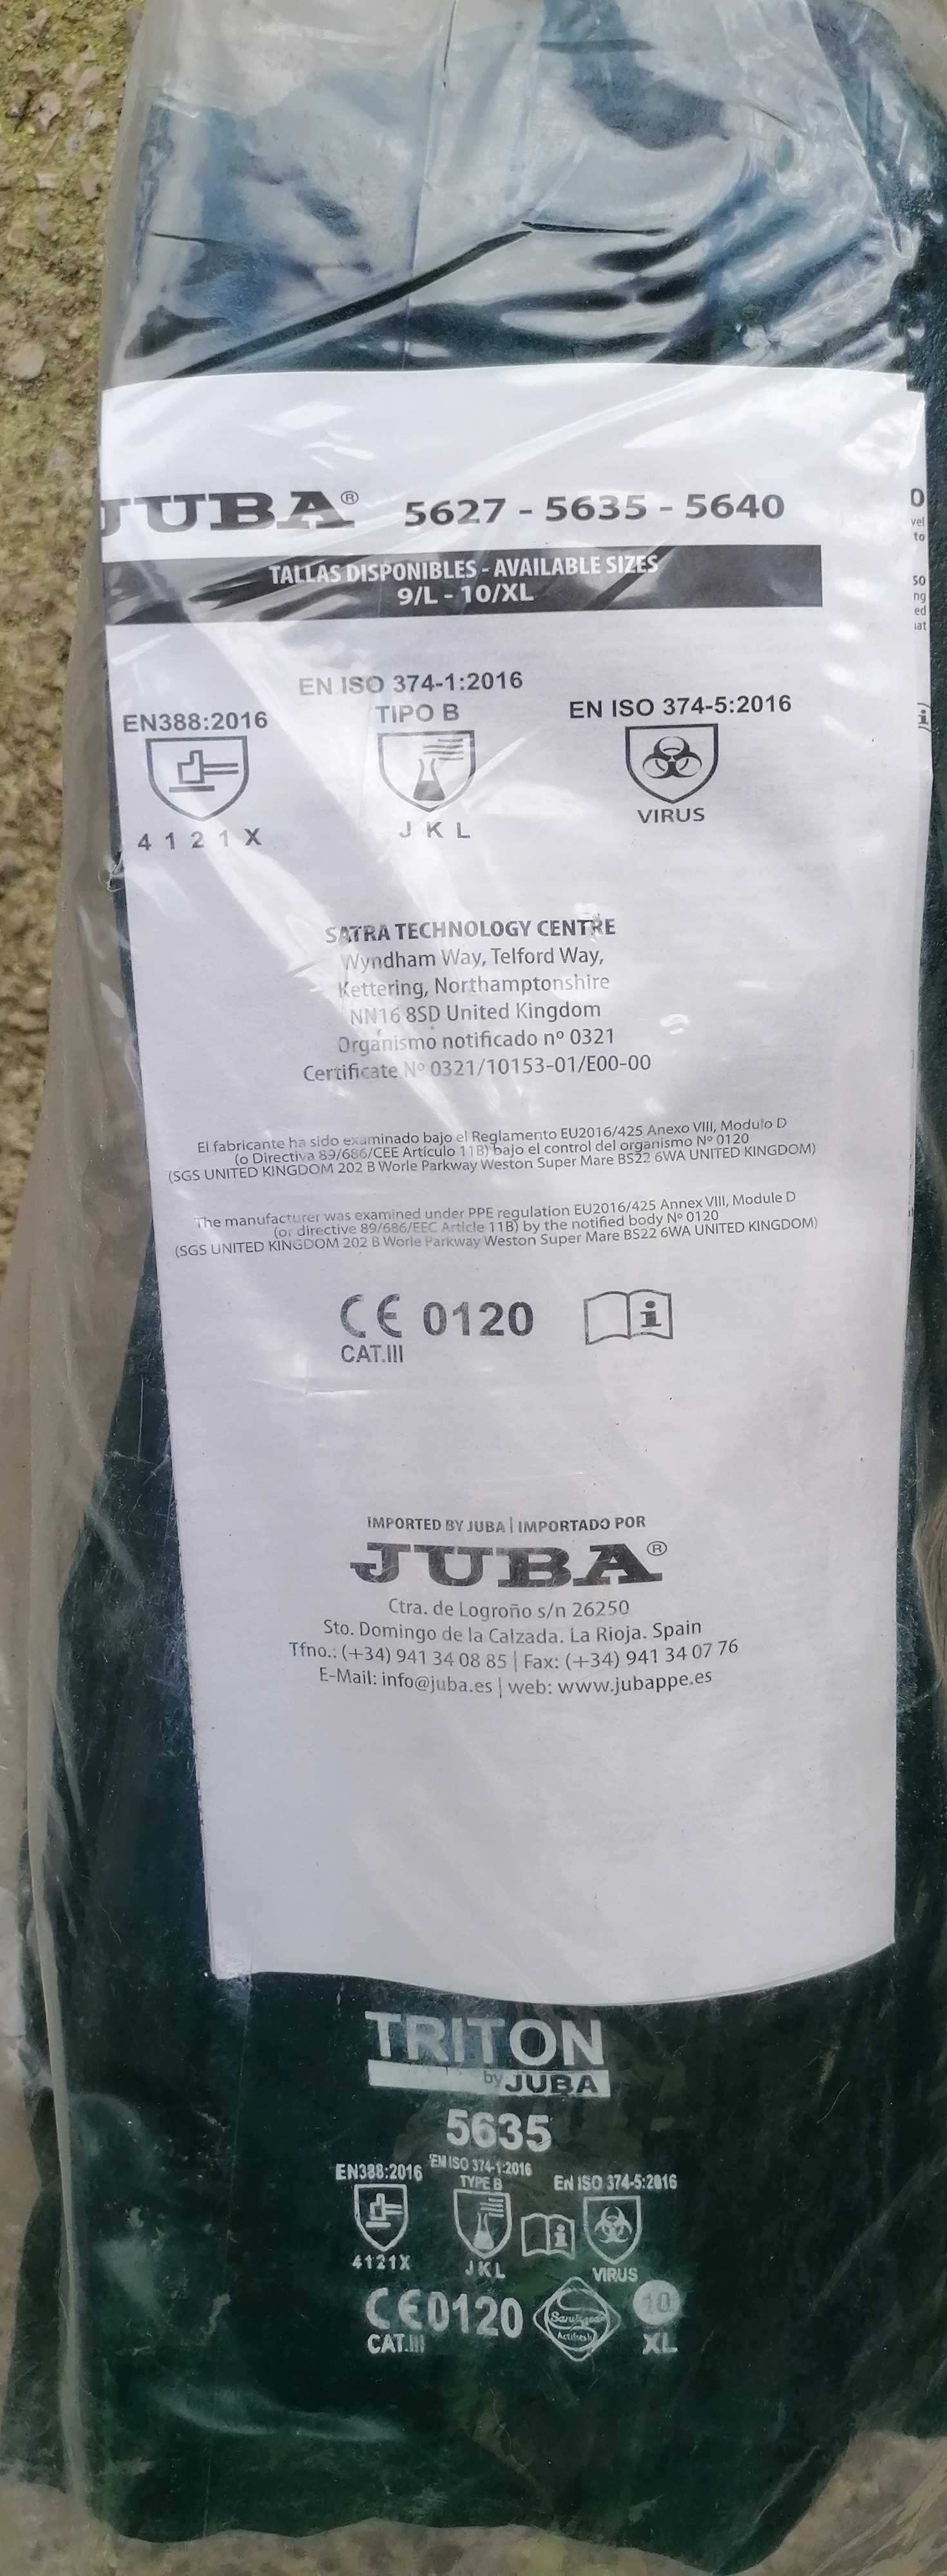 JUBA® 5627 - 5635 - 5640
TALLAS DISPONIBLES - AVAILABLE SIZES
9/L - 10/XL
EN388:2016
4 1 2 1 X
EN ISO 374-1:2016
TIPO B
J K L
EN ISO 374-5:2016
VIRUS
SATRA TECHNOLOGY CENTRE
Wyndham Way, Telford Way,
Kettering, Northamptonshire
NN16 8SD United Kingdom
Organismo notificado nº 0321
Certificate Nº 0321/10153-01/E00-00
El fabricante ha sido examinado bajo el Reglamento EU2016/425 Anexo VIII, Modulo D
(o Directiva 89/686/CEE Artículo 11B) bajo el control del organismo Nº 0120
(SGS UNITED KINGDOM 202 B Worle Parkway Weston Super Mare BS22 6WA UNITED KINGDOM)
The manufacturer was examined under PPE regulation EU2016/425 Annex VIII, Module D
(or directive 89/686/EEC Article 11B) by the notified body Nº 0120
(SGS UNITED KINGDOM 202 B Worle Parkway Weston Super Mare BS22 6WA UNITED KINGDOM)
CE 0120
CAT.III
i
IMPORTED BY JUBA | IMPORTADO POR
JUBA®
Ctra. de Logroño s/n 26250
Sto. Domingo de la Calzada. La Rioja. Spain
Tfno.: (+34) 941 34 08 85 | Fax: (+34) 941 34 07 76
E-Mail: info@juba.es | web: www.jubappe.es
TRITON
by JUBA
5635
EN388:2016
4121X
EN ISO 374-1:2016
TYPE B
JKL
i
EN ISO 374-5:2016
VIRUS
CE0120
CAT.III
Actifresh
10
XL